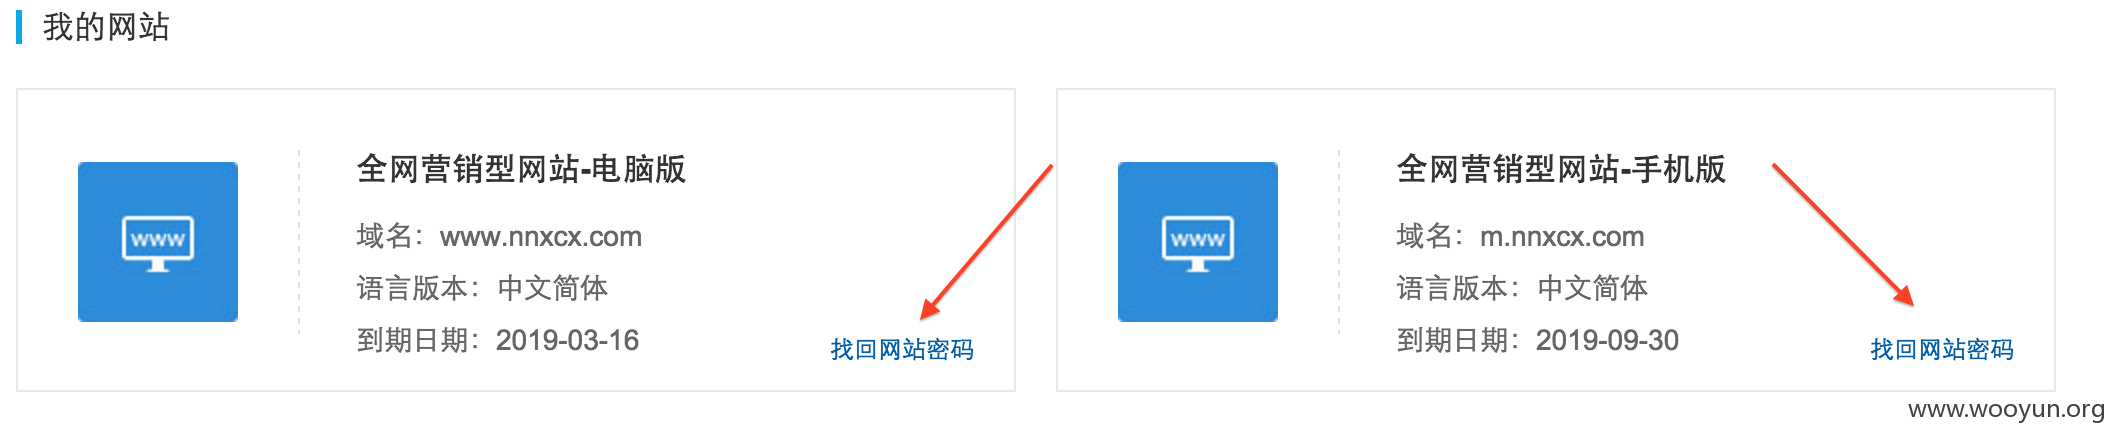 我的网站
www
全网营销型网站-电脑版
域名：www.nnxcx.com
语言版本：中文简体
到期日期：2019-03-16
找回网站密码
www
全网营销型网站-手机版
域名：m.nnxcx.com
语言版本：中文简体
到期日期：2019-09-30
找回网站密码
www.wooyun.org